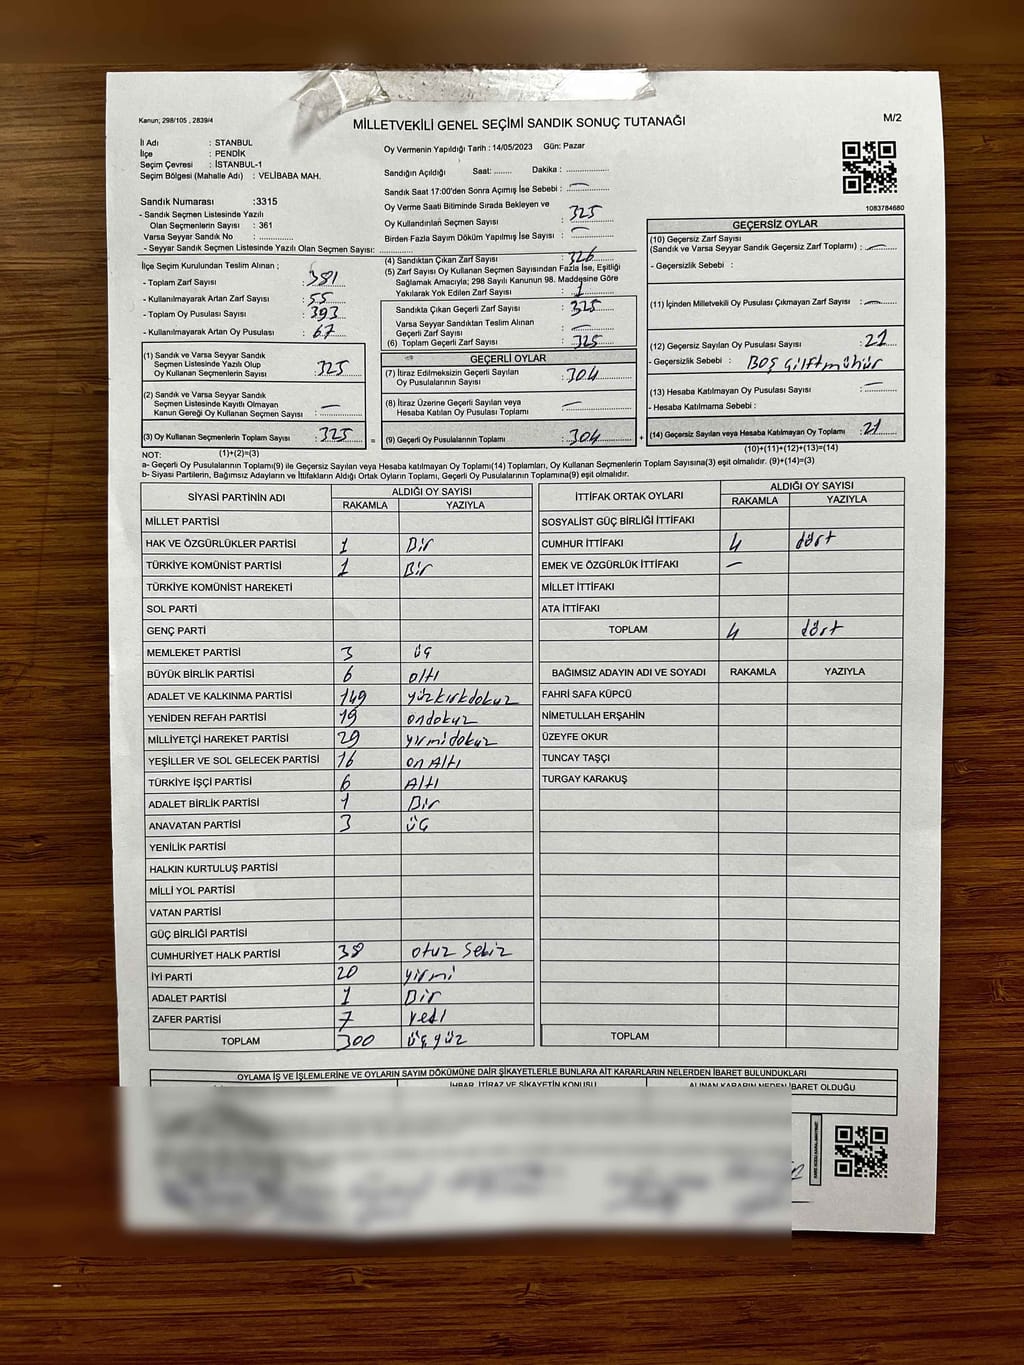 Kanun; 298/105 , 2839/4
MİLLETVEKİLİ GENEL SEÇİMİ SANDIK SONUÇ TUTANAĞI
M/2
İl Adı : STANBUL
İlçe : PENDİK
Seçim Çevresi : İSTANBUL-1
Seçim Bölgesi (Mahalle Adı) : VELİBABA MAH.
Sandık Numarası :3315
- Sandık Seçmen Listesinde Yazılı
Olan Seçmenlerin Sayısı : 361
Varsa Seyyar Sandık No :
- Seyyar Sandık Seçmen Listesinde Yazılı Olan Seçmen Sayısı:
Oy Vermenin Yapıldığı Tarih : 14/05/2023 Gün: Pazar
Sandığın Açıldığı Saat: ........ Dakika : ..............
Sandık Saat 17:00'den Sonra Açımış İse Sebebi : —
Oy Verme Saati Bitiminde Sırada Bekleyen ve
Oy Kullandırılan Seçmen Sayısı : 325
Birden Fazla Sayım Döküm Yapılmış İse Sayısı : —
1083784680
İlçe Seçim Kurulundan Teslim Alınan ;
- Toplam Zarf Sayısı : 381
- Kullanılmayarak Artan Zarf Sayısı : 55
- Toplam Oy Pusulası Sayısı : 393
- Kullanılmayarak Artan Oy Pusulası : 67
(4) Sandıktan Çıkan Zarf Sayısı : 326
(5) Zarf Sayısı Oy Kullanan Seçmen Sayısından Fazla İse, Eşitliği
Sağlamak Amacıyla; 298 Sayılı Kanunun 98. Maddesine Göre
Yakılarak Yok Edilen Zarf Sayısı : 1
Sandıkta Çıkan Geçerli Zarf Sayısı : 325
Varsa Seyyar Sandıktan Teslim Alınan
Geçerli Zarf Sayısı : —
(6) Toplam Geçerli Zarf Sayısı : 325
GEÇERSİZ OYLAR
(10) Geçersiz Zarf Sayısı
(Sandık ve Varsa Seyyar Sandık Geçersiz Zarf Toplamı) : —
- Geçersizlik Sebebi :
(11) İçinden Milletvekili Oy Pusulası Çıkmayan Zarf Sayısı : —
(12) Geçersiz Sayılan Oy Pusulası Sayısı : 21
- Geçersizlik Sebebi : BOŞ Çift mühür
(13) Hesaba Katılmayan Oy Pusulası Sayısı : —
- Hesaba Katılmama Sebebi :
(14) Geçersiz Sayılan veya Hesaba Katılmayan Oy Toplamı : 21
(10)+(11)+(12)+(13)=(14)
(1) Sandık ve Varsa Seyyar Sandık
Seçmen Listesinde Yazılı Olup
Oy Kullanan Seçmenlerin Sayısı : 325
(2) Sandık ve Varsa Seyyar Sandık
Seçmen Listesinde Kayıtlı Olmayan
Kanun Gereği Oy Kullanan Seçmen Sayısı : —
(3) Oy Kullanan Seçmenlerin Toplam Sayısı : 325 =
(1)+(2)=(3)
GEÇERLİ OYLAR
(7) İtiraz Edilmeksizin Geçerli Sayılan
Oy Pusulalarının Sayısı : 304
(8) İtiraz Üzerine Geçerli Sayılan veya
Hesaba Katılan Oy Pusulası Toplamı : —
(9) Geçerli Oy Pusulalarının Toplamı : 304 +
NOT:
a- Geçerli Oy Pusulalarının Toplamı(9) ile Geçersiz Sayılan veya Hesaba katılmayan Oy Toplamı(14) Toplamları, Oy Kullanan Seçmenlerin Toplam Sayısına(3) eşit olmalıdır. (9)+(14)=(3)
b- Siyasi Partilerin, Bağımsız Adayların ve İttifakların Aldığı Ortak Oyların Toplamı, Geçerli Oy Pusulalarının Toplamına(9) eşit olmalıdır.
SİYASİ PARTİNİN ADI ALDIĞI OY SAYISI
RAKAMLA YAZIYLA
MİLLET PARTİSİ
HAK VE ÖZGÜRLÜKLER PARTİSİ 1 Bir
TÜRKİYE KOMÜNİST PARTİSİ 1 Bir
TÜRKİYE KOMÜNİST HAREKETİ
SOL PARTİ
GENÇ PARTİ
MEMLEKET PARTİSİ 3 üç
BÜYÜK BİRLİK PARTİSİ 6 altı
ADALET VE KALKINMA PARTİSİ 149 yüzkırkdokuz
YENİDEN REFAH PARTİSİ 19 ondokuz
MİLLİYETÇİ HAREKET PARTİSİ 29 yirmidokuz
YEŞİLLER VE SOL GELECEK PARTİSİ 16 on Altı
TÜRKİYE İŞÇİ PARTİSİ 6 Altı
ADALET BİRLİK PARTİSİ 1 Bir
ANAVATAN PARTİSİ 3 üç
YENİLİK PARTİSİ
HALKIN KURTULUŞ PARTİSİ
MİLLİ YOL PARTİSİ
VATAN PARTİSİ
GÜÇ BİRLİĞİ PARTİSİ
CUMHURİYET HALK PARTİSİ 38 otuz sekiz
İYİ PARTİ 20 yirmi
ADALET PARTİSİ 1 Bir
ZAFER PARTİSİ 7 yedi
TOPLAM 300 üçyüz
İTTİFAK ORTAK OYLARI ALDIĞI OY SAYISI
RAKAMLA YAZIYLA
SOSYALİST GÜÇ BİRLİĞİ İTTİFAKI
CUMHUR İTTİFAKI 4 dört
EMEK VE ÖZGÜRLÜK İTTİFAKI —
MİLLET İTTİFAKI
ATA İTTİFAKI
TOPLAM 4 dört
BAĞIMSIZ ADAYIN ADI VE SOYADI RAKAMLA YAZIYLA
FAHRİ SAFA KÜPCÜ
NİMETULLAH ERŞAHİN
ÜZEYFE OKUR
TUNCAY TAŞÇI
TURGAY KARAKUŞ
TOPLAM
OYLAMA İŞ VE İŞLEMLERİNE VE OYLARIN SAYIM DÖKÜMÜNE DAİR ŞİKAYETLERLE BUNLARA AİT KARARLARIN NELERDEN İBARET BULUNDUKLARI
İHBAR, İTİRAZ VE ŞİKAYETİN KONUSU ALINAN KARARIN NEDEN İBARET OLDUĞU